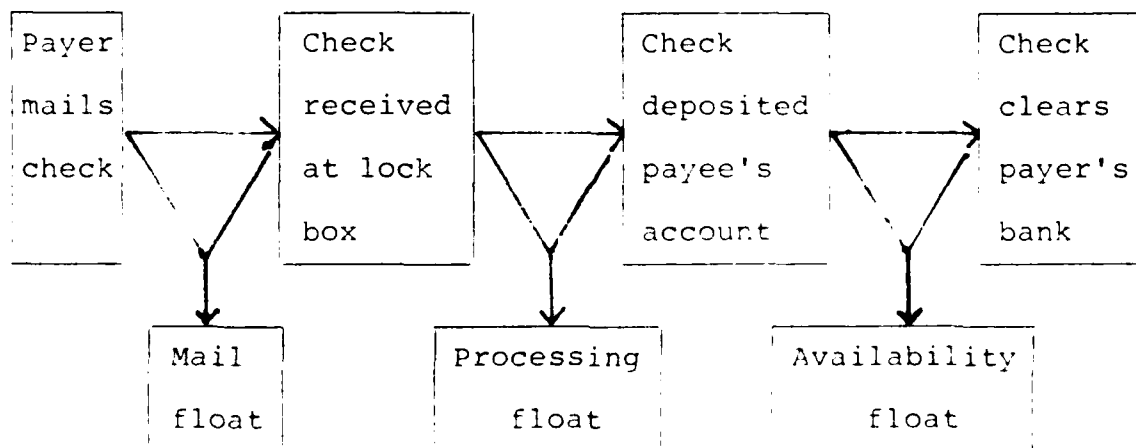 Payer
mails
check
Check
received
at lock
box
Check
deposited
payee's
account
Check
clears
payer's
bank
Mail
float
Processing
float
Availability
float